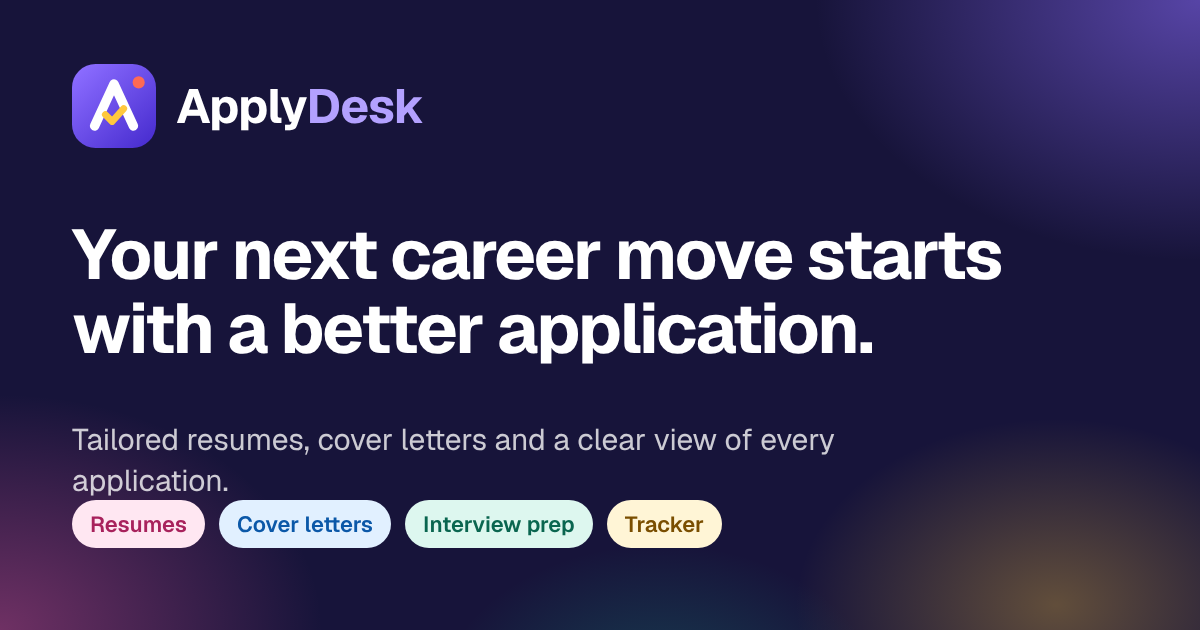 ApplyDesk
Your next career move starts
with a better application.
Tailored resumes, cover letters and a clear view of every
application.
Resumes Cover letters Interview prep Tracker